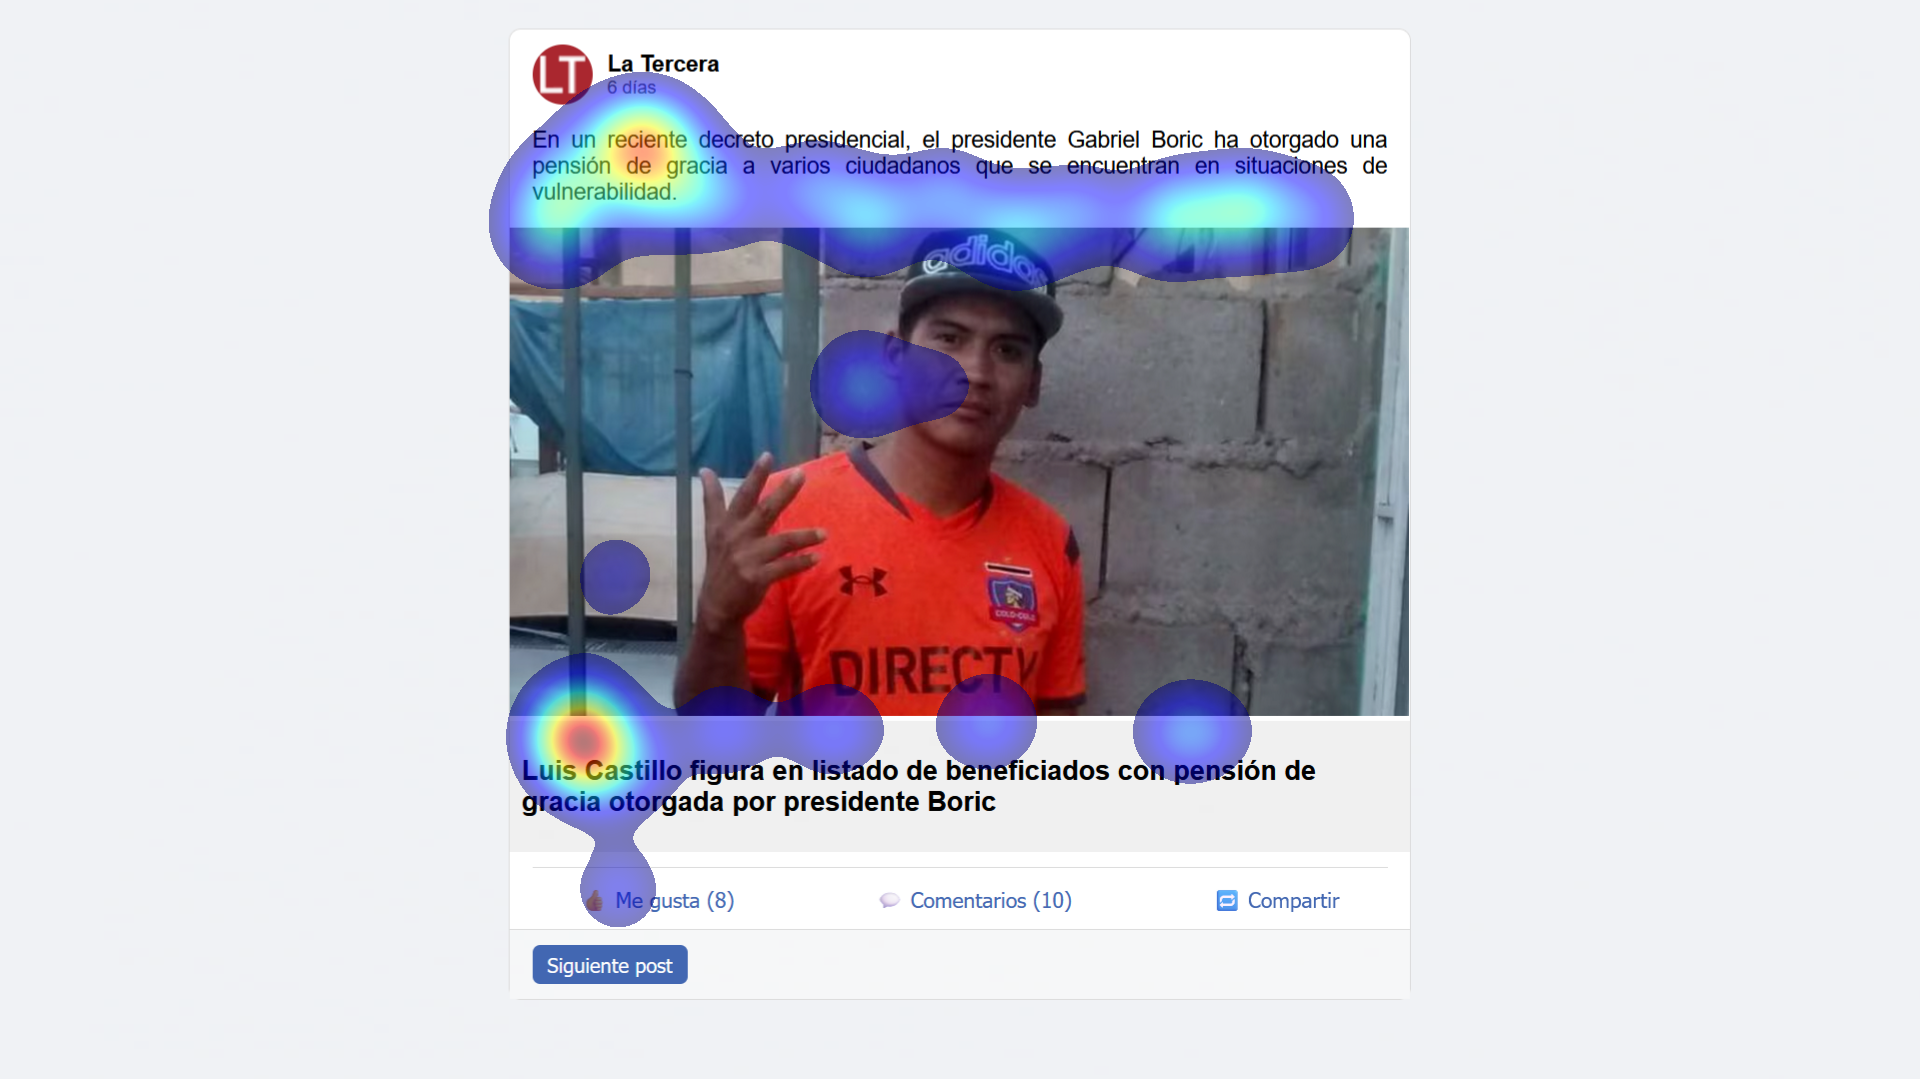 LT
La Tercera
6 días
En un reciente decreto presidencial, el presidente Gabriel Boric ha otorgado una
pensión de gracia a varios ciudadanos que se encuentran en situaciones de
vulnerabilidad.
adidas
COLO-COLO
DIRECTV
Luis Castillo figura en listado de beneficiados con pensión de
gracia otorgada por presidente Boric
Me gusta (8)
Comentarios (10)
Compartir
Siguiente post